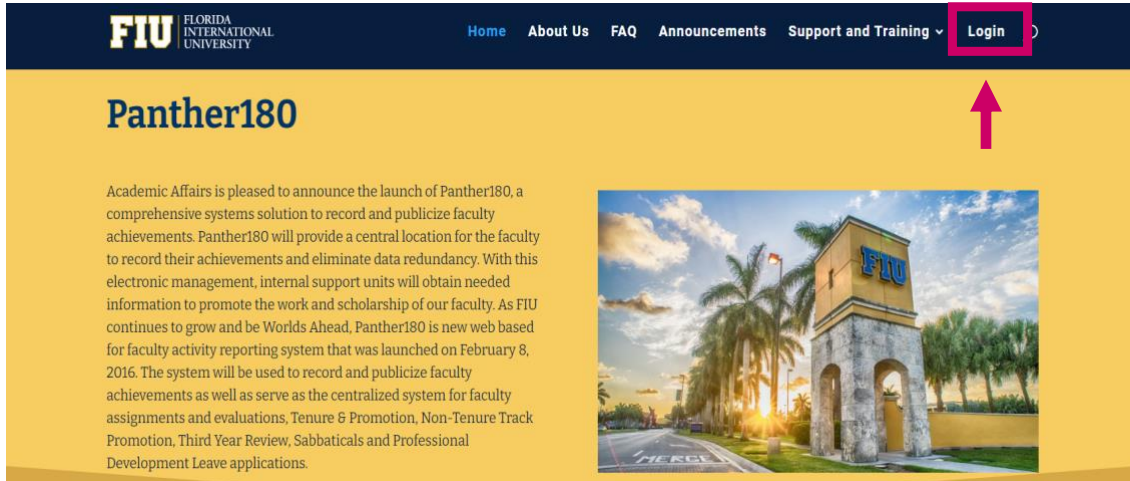 FIU FLORIDA
INTERNATIONAL
UNIVERSITY
Home About Us FAQ Announcements Support and Training Login
Panther180
Academic Affairs is pleased to announce the launch of Panther180, a
comprehensive systems solution to record and publicize faculty
achievements. Panther180 will provide a central location for the faculty
to record their achievements and eliminate data redundancy. With this
electronic management, internal support units will obtain needed
information to promote the work and scholarship of our faculty. As FIU
continues to grow and be Worlds Ahead, Panther180 is new web based
for faculty activity reporting system that was launched on February 8,
2016. The system will be used to record and publicize faculty
achievements as well as serve as the centralized system for faculty
assignments and evaluations, Tenure & Promotion, Non-Tenure Track
Promotion, Third Year Review, Sabbaticals and Professional
Development Leave applications.
FIU
MERGE